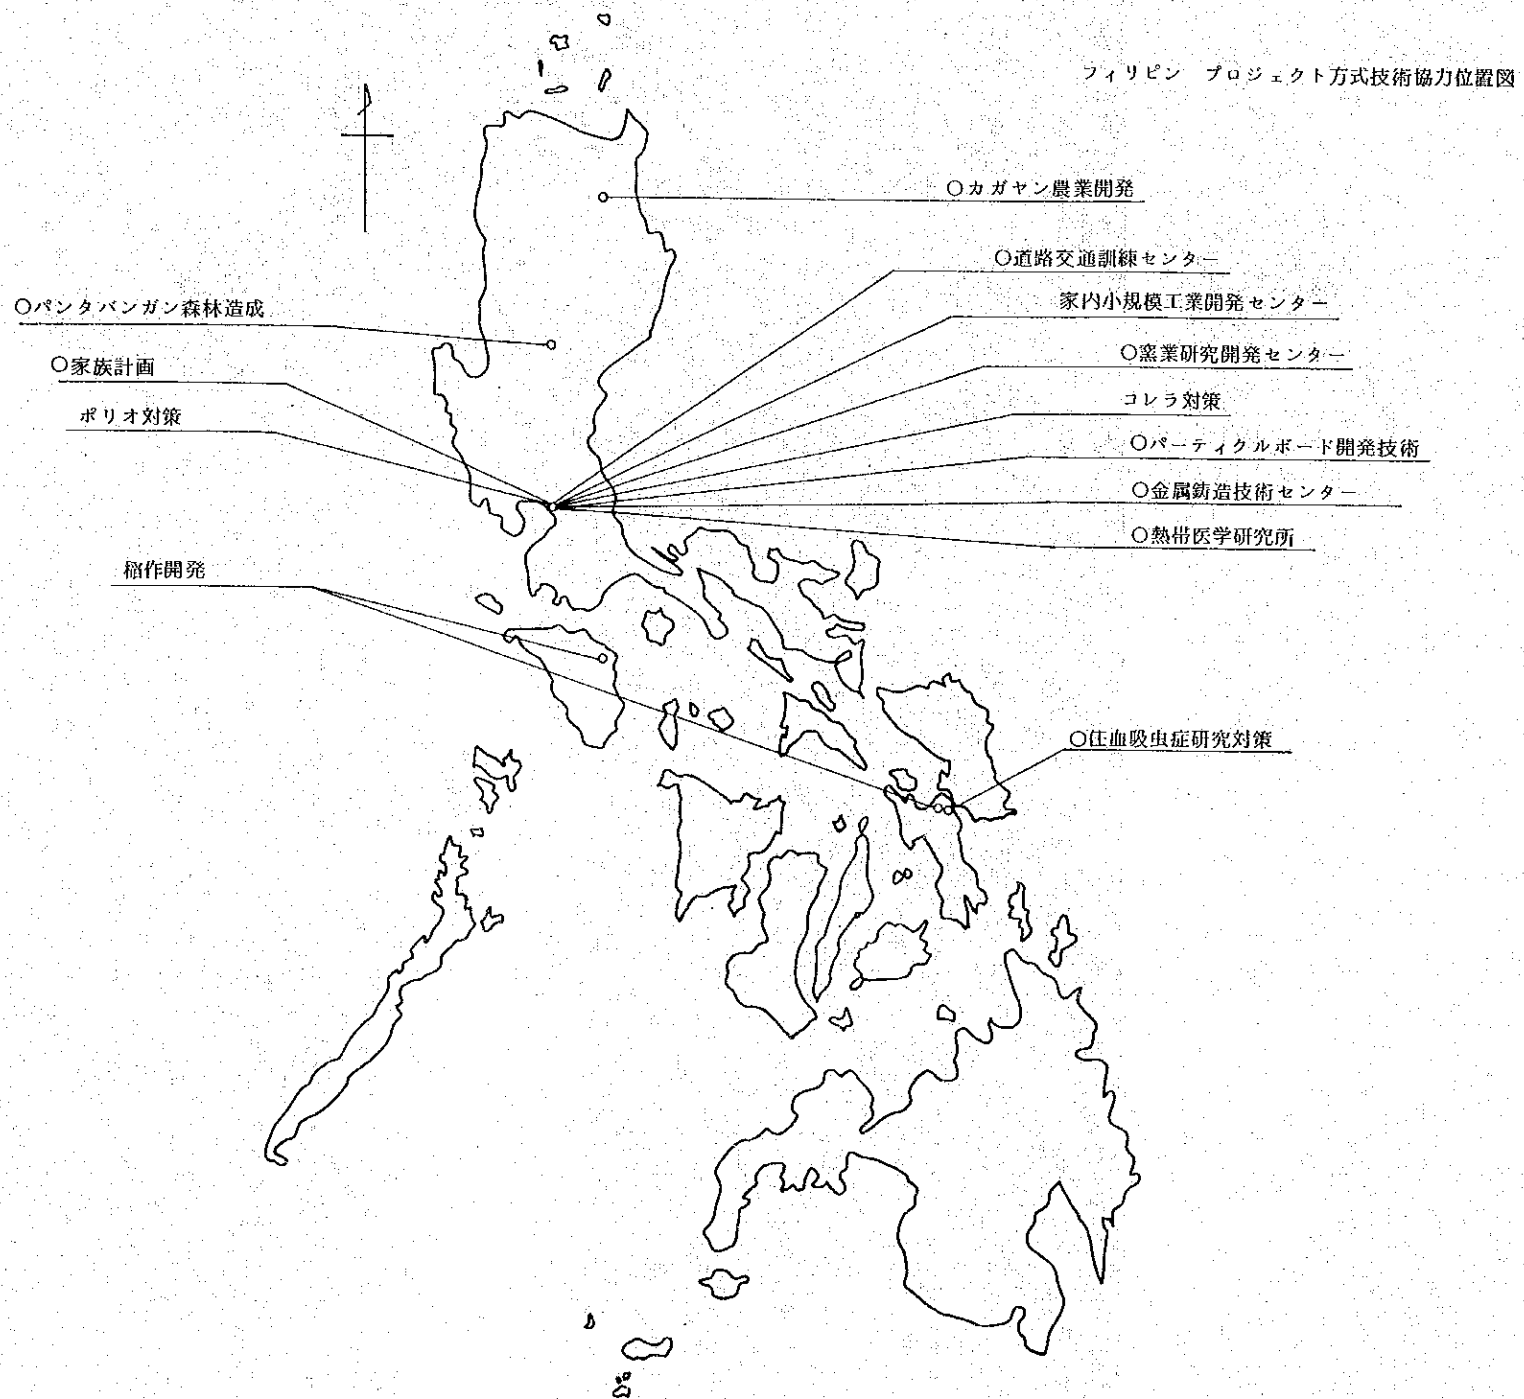 フィリピン プロジェクト方式技術協力位置図
○カガヤン農業開発
○道路交通訓練センター
家内小規模工業開発センター
○パンタバンガン森林造成
○窯業研究開発センター
○家族計画
コレラ対策
ポリオ対策
○パーティクルボード開発技術
○金属鋳造技術センター
○熱帯医学研究所
稲作開発
○住血吸虫症研究対策